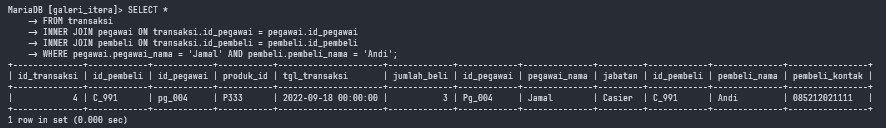 MariaDB [galeri_itera]> SELECT *
    -> FROM transaksi
    -> INNER JOIN pegawai ON transaksi.id_pegawai = pegawai.id_pegawai
    -> INNER JOIN pembeli ON transaksi.id_pembeli = pembeli.id_pembeli
    -> WHERE pegawai.pegawai_nama = 'Jamal' AND pembeli.pembeli_nama = 'Andi';
+--------------+------------+------------+-----------+---------------------+-------------+------------+--------------+---------+------------+--------------+----------------+
| id_transaksi | id_pembeli | id_pegawai | produk_id | tgl_transaksi       | jumlah_beli | id_pegawai | pegawai_nama | jabatan | id_pembeli | pembeli_nama | pembeli_kontak |
+--------------+------------+------------+-----------+---------------------+-------------+------------+--------------+---------+------------+--------------+----------------+
|            4 | C_991      | pg_004     | P333      | 2022-09-18 00:00:00 |           3 | Pg_004     | Jamal        | Casier  | C_991      | Andi         | 085212021111   |
+--------------+------------+------------+-----------+---------------------+-------------+------------+--------------+---------+------------+--------------+----------------+
1 row in set (0.000 sec)